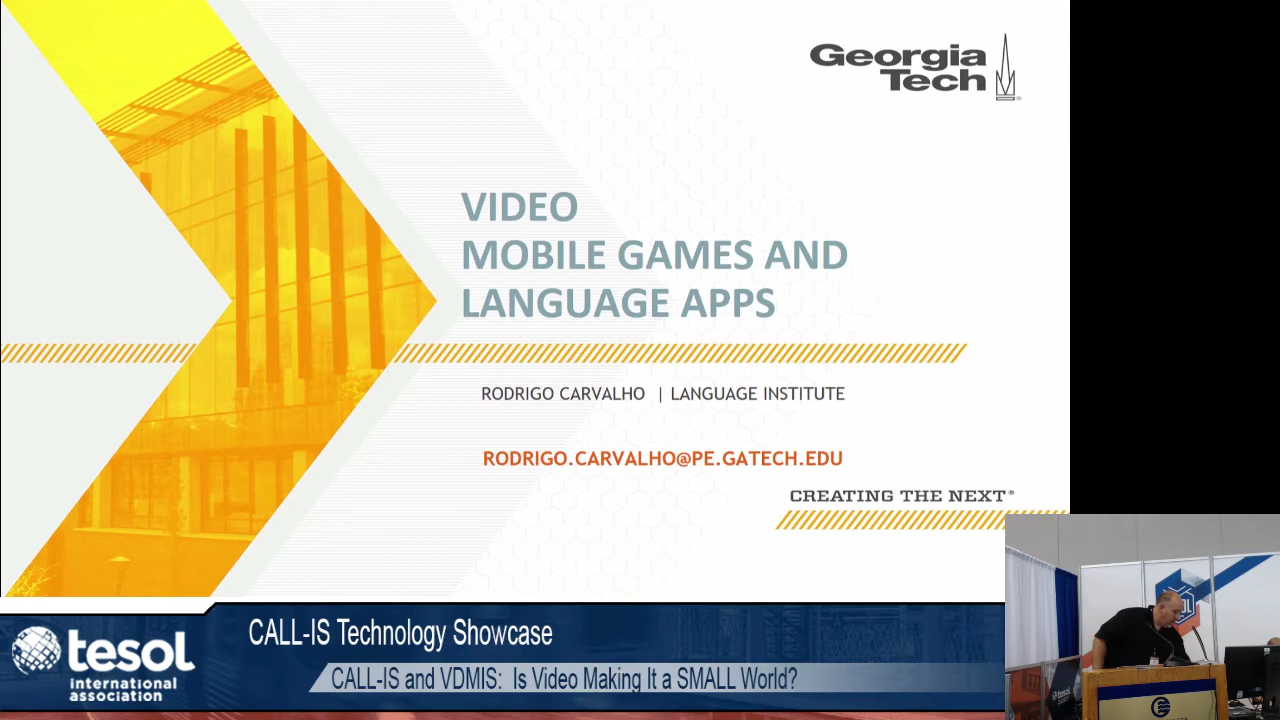 Georgia
Tech
VIDEO
MOBILE GAMES AND
LANGUAGE APPS
RODRIGO CARVALHO | LANGUAGE INSTITUTE
RODRIGO.CARVALHO@PE.GATECH.EDU
CREATING THE NEXT®
tesol
international
association
CALL-IS Technology Showcase
CALL-IS and VDMIS: Is Video Making It a SMALL World?
tesol